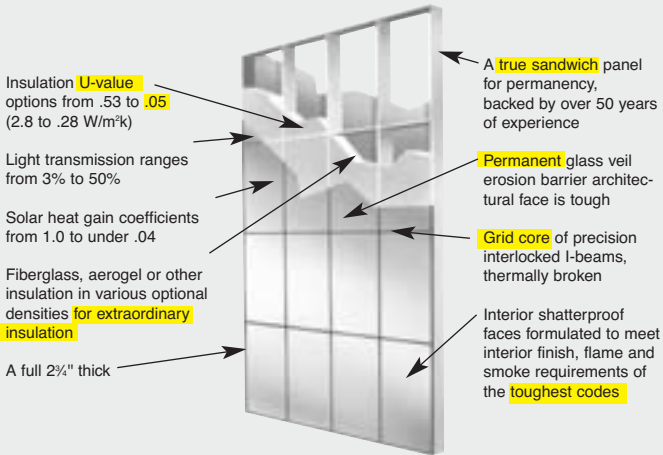 Insulation U-value
options from .53 to .05
(2.8 to .28 W/m²k)
Light transmission ranges
from 3% to 50%
Solar heat gain coefficients
from 1.0 to under .04
Fiberglass, aerogel or other
insulation in various optional
densities for extraordinary
insulation
A full 2¾" thick
A true sandwich panel
for permanency,
backed by over 50 years
of experience
Permanent glass veil
erosion barrier architec-
tural face is tough
Grid core of precision
interlocked I-beams,
thermally broken
Interior shatterproof
faces formulated to meet
interior finish, flame and
smoke requirements of
the toughest codes